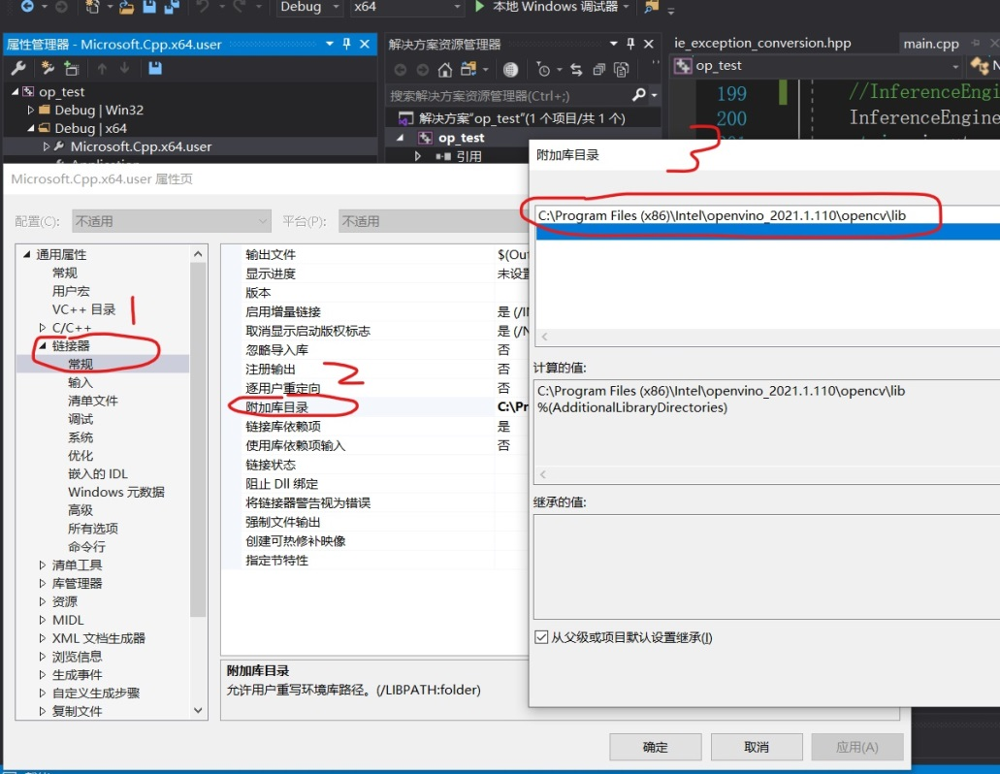 Debug
x64
本地 Windows 调试器
属性管理器 - Microsoft.Cpp.x64.user
op_test
Debug | Win32
Debug | x64
Microsoft.Cpp.x64.user
解决方案资源管理器
搜索解决方案资源管理器(Ctrl+;)
解决方案"op_test"(1 个项目/共 1 个)
op_test
引用
ie_exception_conversion.hpp
main.cpp
op_test
199
//InferenceEngi
200
InferenceEngine
Microsoft.Cpp.x64.user 属性页
配置(C):
不适用
平台(P):
不适用
通用属性
常规
用户宏
VC++ 目录
1
C/C++
链接器
常规
输入
清单文件
调试
系统
优化
嵌入的 IDL
Windows 元数据
高级
所有选项
命令行
清单工具
库管理器
资源
MIDL
XML 文档生成器
浏览信息
生成事件
自定义生成步骤
复制文件
输出文件
$(Out
显示进度
未设置
版本
启用增量链接
是 (/IN
取消显示启动版权标志
是 (/N
忽略导入库
否
注册输出
否
2
逐用户重定向
否
附加库目录
C:\Pr
链接库依赖项
是
使用库依赖项输入
否
链接状态
阻止 Dll 绑定
将链接器警告视为错误
强制文件输出
创建可热修补映像
指定节特性
附加库目录
允许用户重写环境库路径。(/LIBPATH:folder)
确定
取消
应用(A)
3
附加库目录
C:\Program Files (x86)\Intel\openvino_2021.1.110\opencv\lib
计算的值:
C:\Program Files (x86)\Intel\openvino_2021.1.110\opencv\lib
%(AdditionalLibraryDirectories)
继承的值:
从父级或项目默认设置继承(I)